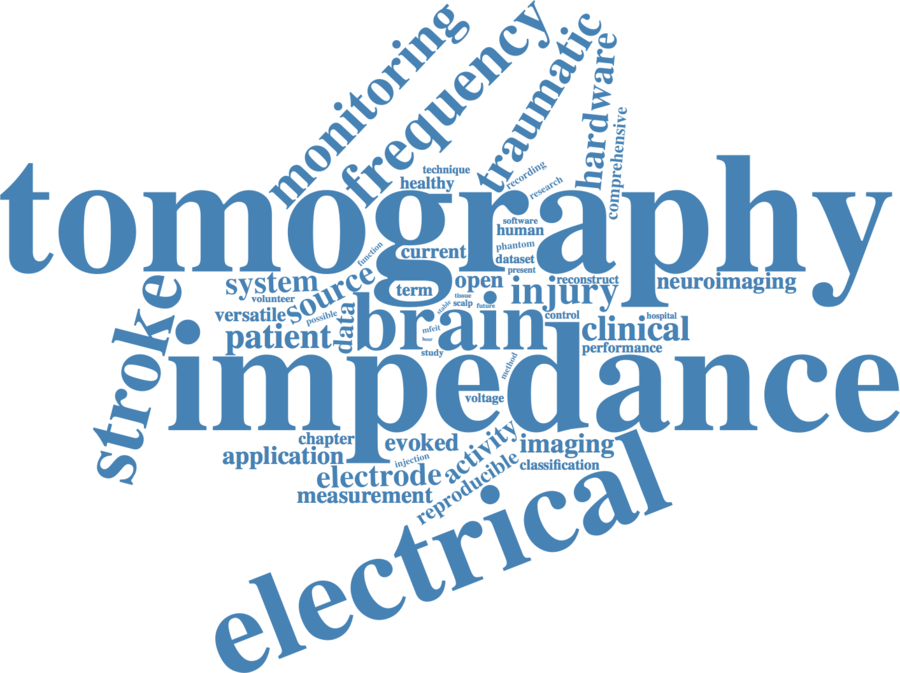 monitoring
frequency
traumatic
hardware
comprehensive
technique
healthy
recording
research
tomography
software
human
phantom
dataset
present
function
current
system
volunteer
source
term
open
injury
reconstruct
neuroimaging
versatile
possible
data
tissue
scalp
stable
future
control
hospital
stroke
patient
brain
mfeit
hour
study
clinical
performance
impedance
method
voltage
chapter
evoked
activity
imaging
application
injection
classification
electrode
measurement
reproducible
electrical